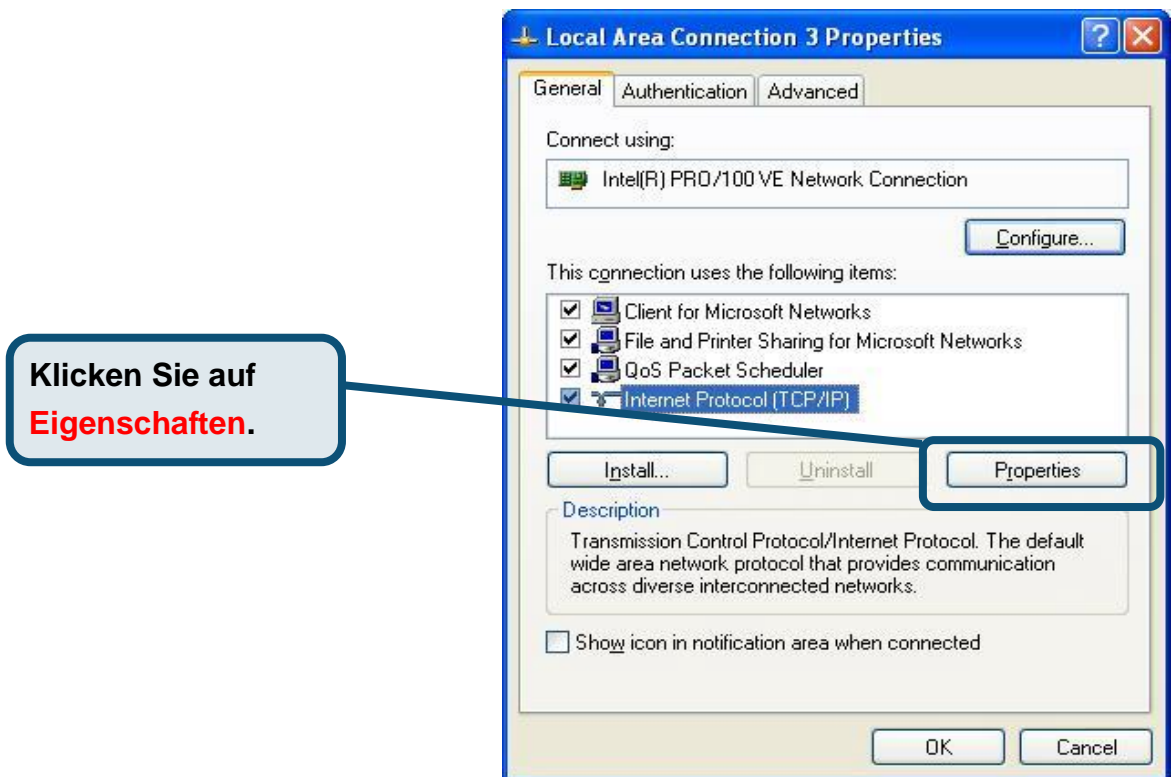 Local Area Connection 3 Properties
General Authentication Advanced
Connect using:
Intel(R) PRO/100 VE Network Connection
Configure...
This connection uses the following items:
Client for Microsoft Networks
File and Printer Sharing for Microsoft Networks
QoS Packet Scheduler
Internet Protocol (TCP/IP)
Klicken Sie auf
Eigenschaften.
Install... Uninstall Properties
Description
Transmission Control Protocol/Internet Protocol. The default
wide area network protocol that provides communication
across diverse interconnected networks.
Show icon in notification area when connected
OK Cancel